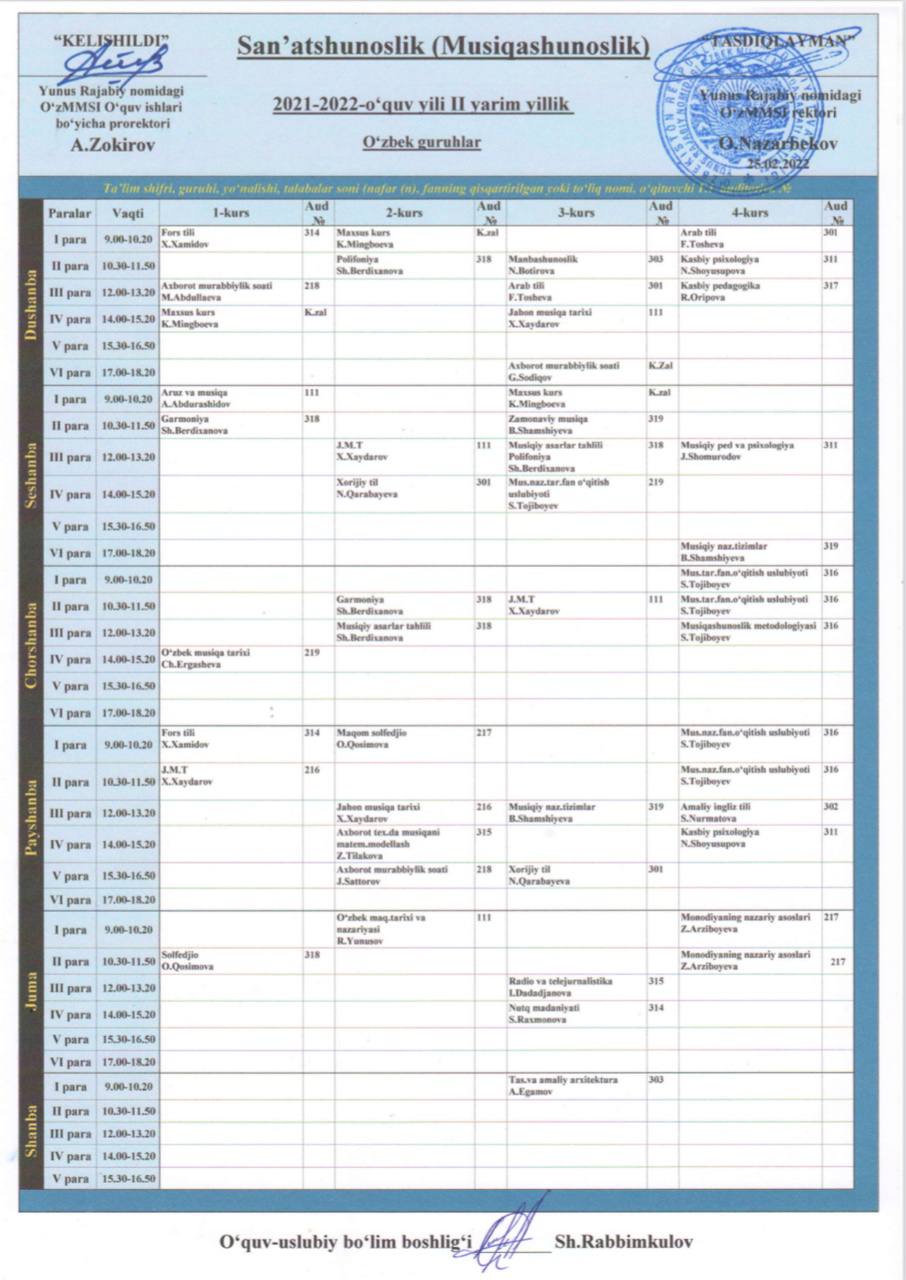 “KELISHILDI”
San’atshunoslik (Musiqashunoslik)
“TASDIQLAYMAN”
Yunus Rajabiy nomidagi
O‘zMMSI O‘quv ishlari
bo‘yicha prorektori
A.Zokirov
2021-2022-o‘quv yili II yarim yillik
O‘zbek guruhlar
Yunus Rajabiy nomidagi
O‘zMMSI rektori
O.Nazarbekov
25.02.2022
Ta’lim shifri, guruhi, yo‘nalishi, talabalar soni (nafar (n), fanning qisqartirilgan yoki to‘liq nomi, o‘qituvchi auditoriya №
Paralar Vaqti 1-kurs Aud № 2-kurs Aud № 3-kurs Aud № 4-kurs Aud №
Dushanba
I para 9.00-10.20 Fors tili 314 Maxsus kurs K.zal Arab tili 301
X.Xamidov K.Mingboeva F.Tosheva
II para 10.30-11.50 Polifoniya 318 Manbashunoslik 303 Kasbiy psixologiya 311
Sh.Berdixanova N.Botirova N.Shoyusupova
III para 12.00-13.20 Axborot murabbiylik soati 218 Arab tili 301 Kasbiy pedagogika 317
M.Abdullaeva F.Tosheva R.Oripova
IV para 14.00-15.20 Maxsus kurs K.zal Jahon musiqa tarixi 111
K.Mingboeva X.Xaydarov
V para 15.30-16.50
VI para 17.00-18.20 Axborot murabbiylik soati K.Zal
G.Sodiqov
Seshanba
I para 9.00-10.20 Aruz va musiqa 111 Maxsus kurs K.zal
A.Abdurashidov K.Mingboeva
II para 10.30-11.50 Garmoniya 318 Zamonaviy musiqa 319
Sh.Berdixanova B.Shamshiyeva
III para 12.00-13.20 J.M.T 111 Musiqiy asarlar tahlili 318 Musiqiy ped va psixologiya 311
X.Xaydarov Polifoniya J.Shomurodov
Sh.Berdixanova
IV para 14.00-15.20 Xorijiy til 301 Mus.naz.tar.fan o‘qitish 219
N.Qarabayeva uslubiyoti
S.Tojiboyev
V para 15.30-16.50
VI para 17.00-18.20 Musiqiy naz.tizimlar 319
B.Shamshiyeva
Chorshanba
I para 9.00-10.20 Mus.tar.fan.o‘qitish uslubiyoti 316
S.Tojiboyev
II para 10.30-11.50 Garmoniya 318 J.M.T 111 Mus.tar.fan.o‘qitish uslubiyoti 316
Sh.Berdixanova X.Xaydarov S.Tojiboyev
III para 12.00-13.20 Musiqiy asarlar tahlili 318 Musiqashunoslik metodologiyasi 316
Sh.Berdixanova S.Tojiboyev
IV para 14.00-15.20 O‘zbek musiqa tarixi 219
Ch.Ergasheva
V para 15.30-16.50
VI para 17.00-18.20
Payshanba
I para 9.00-10.20 Fors tili 314 Maqom solfedjio 217 Mus.naz.fan.o‘qitish uslubiyoti 316
X.Xamidov O.Qosimova S.Tojiboyev
II para 10.30-11.50 J.M.T 216 Mus.naz.fan.o‘qitish uslubiyoti 316
X.Xaydarov S.Tojiboyev
III para 12.00-13.20 Jahon musiqa tarixi 216 Musiqiy naz.tizimlar 319 Amaliy ingliz tili 302
X.Xaydarov B.Shamshiyeva S.Nurmatova
IV para 14.00-15.20 Axborot tex.da musiqani 315 Kasbiy psixologiya 311
matem.modellash N.Shoyusupova
Z.Tilakova
V para 15.30-16.50 Axborot murabbiylik soati 218 Xorijiy til 301
J.Sattorov N.Qarabayeva
VI para 17.00-18.20
Juma
I para 9.00-10.20 O‘zbek maq.tarixi va 111 Monodiyaning nazariy asoslari 217
nazariyasi Z.Arziboyeva
R.Yunusov
II para 10.30-11.50 Solfedjio 318 Monodiyaning nazariy asoslari 217
O.Qosimova Z.Arziboyeva
III para 12.00-13.20 Radio va telejurnalistika 315
I.Dadadjanova
IV para 14.00-15.20 Nutq madaniyati 314
S.Raxmonova
V para 15.30-16.50
VI para 17.00-18.20
Shanba
I para 9.00-10.20 Tas.va amaliy arxitektura 303
A.Egamov
II para 10.30-11.50
III para 12.00-13.20
IV para 14.00-15.20
V para 15.30-16.50
O‘quv-uslubiy bo‘lim boshlig‘i Sh.Rabbimkulov